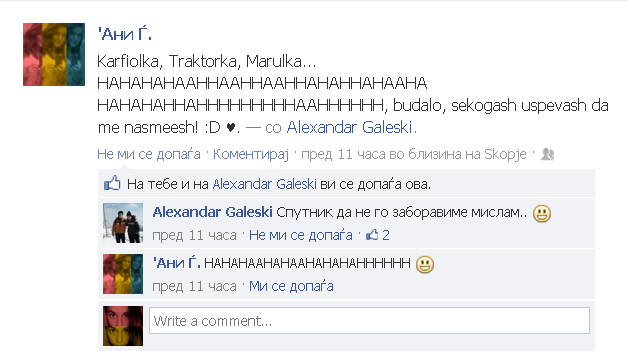 'Ани Ѓ.
Karfiolka, Traktorka, Marulka...
HAHAHAHAAHHAAHHAAHHAHAHHAHAAHA
HAHAHAHHAHHHHHHHHHAAHHHHHH, budalo, sekogash uspevash da
me nasmeesh! :D ♥. — со Alexandar Galeski.
Не ми се допаѓа · Коментирај · пред 11 часа во близина на Skopje ·
На тебе и на Alexandar Galeski ви се допаѓа ова.
Alexandar Galeski Спутник да не го заборавиме мислам..
пред 11 часа · Не ми се допаѓа · 2
'Ани Ѓ. HAHAHAAHAHAAHAHAHAHHHHHH
пред 11 часа · Ми се допаѓа
Write a comment...